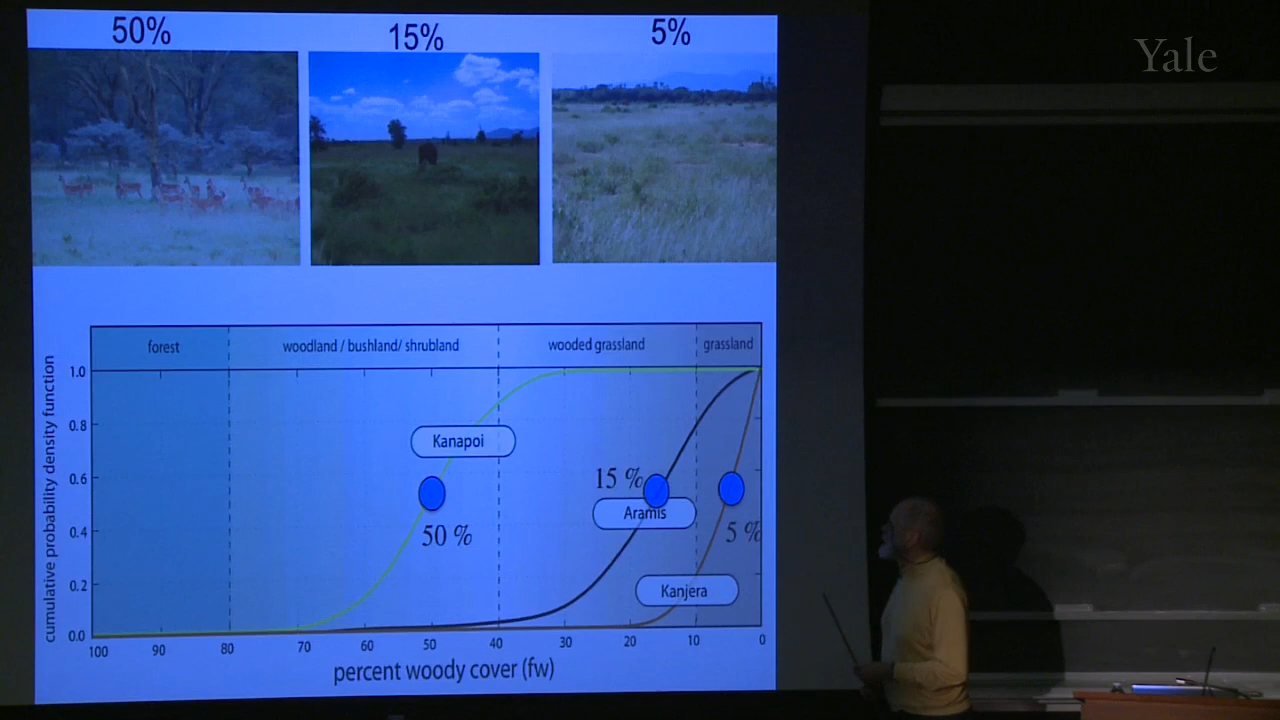 50%
15%
5%
Yale
forest
woodland / bushland/ shrubland
wooded grassland
grassland
cumulative probability density function
1.0
0.8
0.6
0.4
0.2
0.0
Kanapoi
50 %
15 %
Aramis
5 %
Kanjera
100 90 80 70 60 50 40 30 20 10 0
percent woody cover (fw)